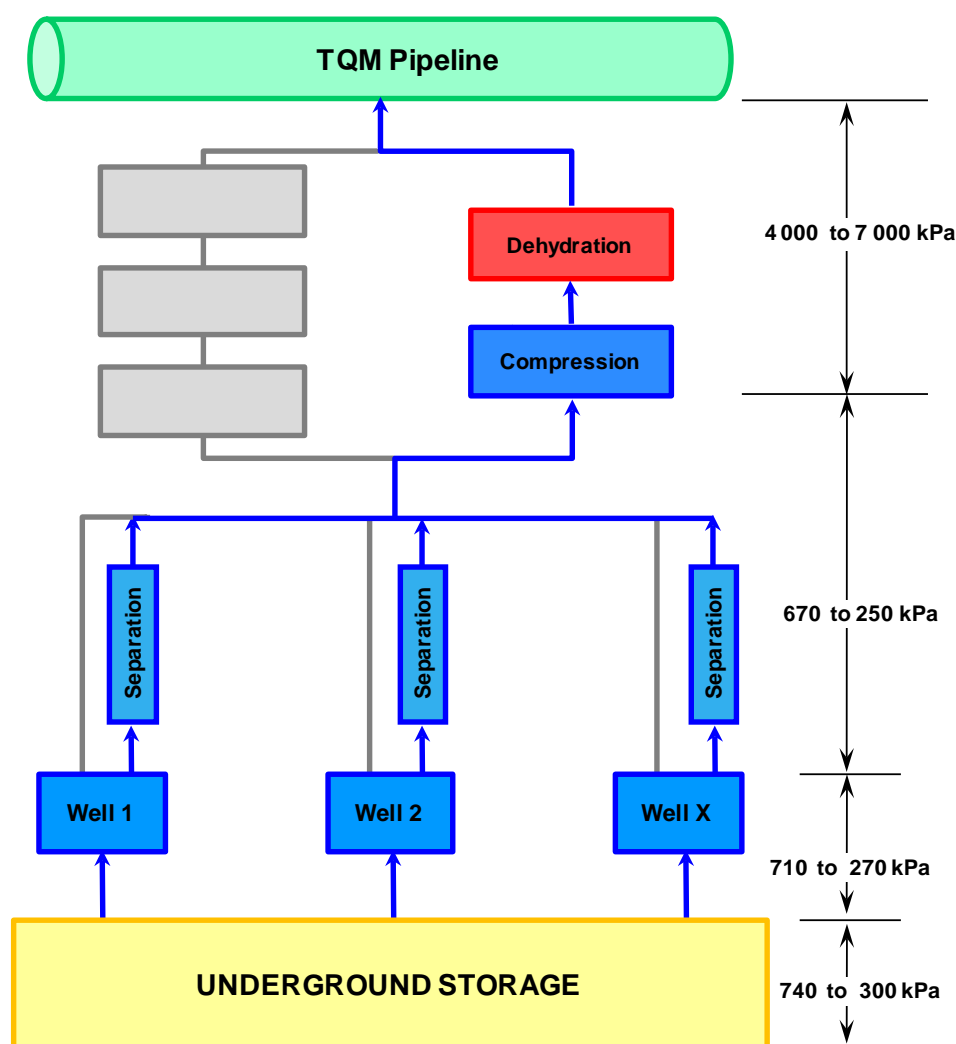 TQM Pipeline
4 000 to 7 000 kPa
Dehydration
Compression
670 to 250 kPa
Separation
Separation
Separation
Well 1
Well 2
Well X
710 to 270 kPa
UNDERGROUND STORAGE
740 to 300 kPa